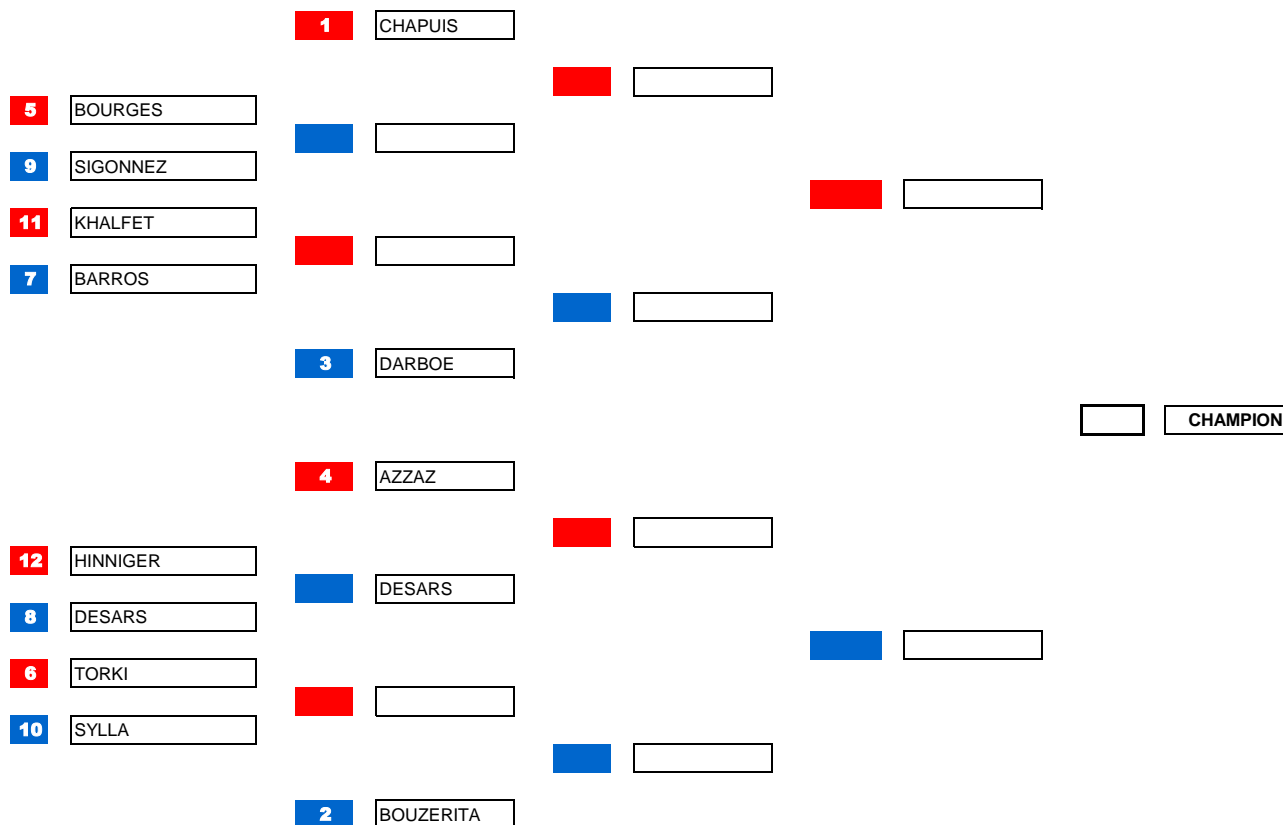 1 CHAPUIS
5 BOURGES
9 SIGONNEZ
11 KHALFET
7 BARROS
3 DARBOE
CHAMPION
4 AZZAZ
12 HINNIGER
DESARS
8 DESARS
6 TORKI
10 SYLLA
2 BOUZERITA